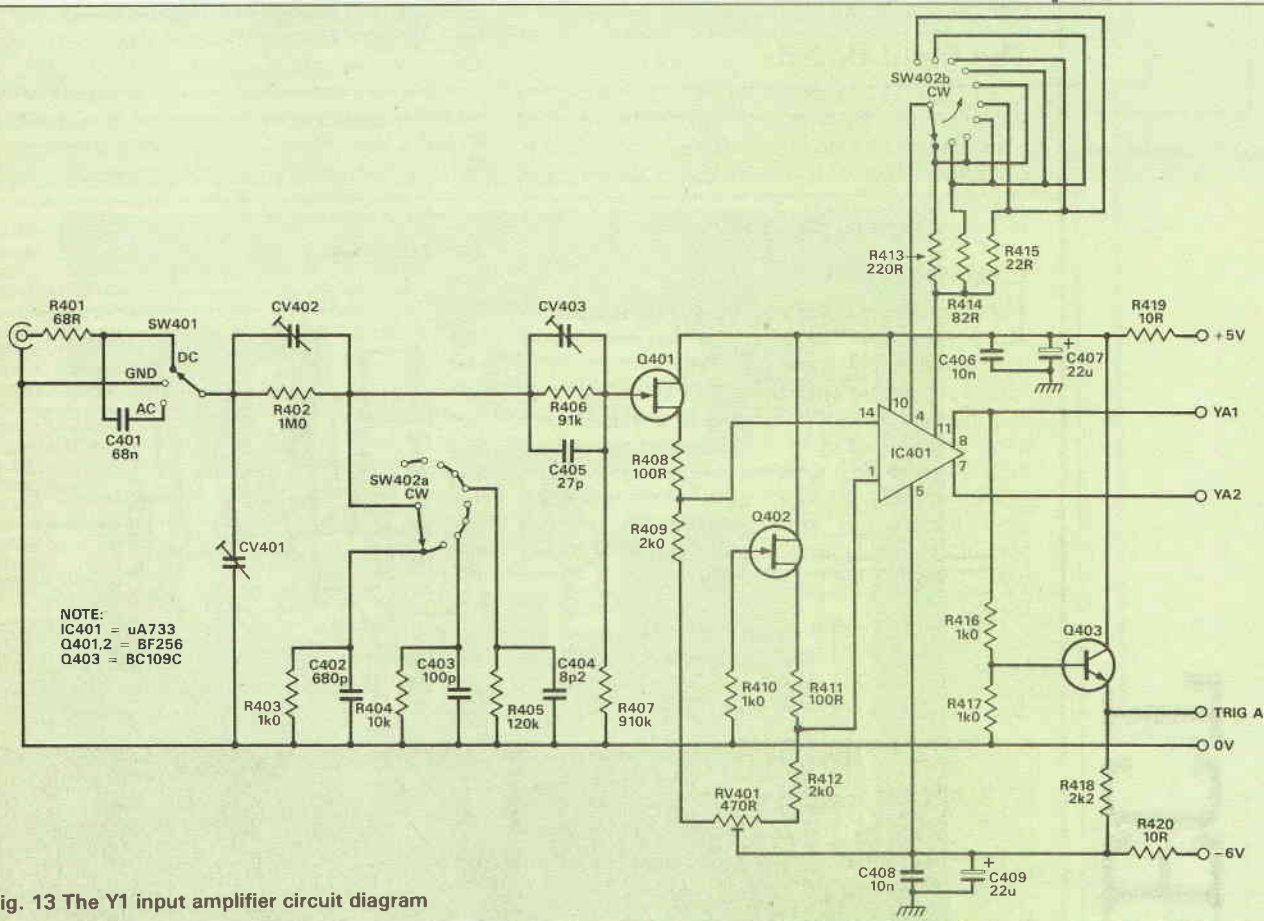 SW402b
CW
R413
220R
R415
22R
R414
82R
R401
68R
SW401
DC
GND
AC
C401
68n
CV402
R402
1M0
CV403
R406
91k
C405
27p
Q401
R419
10R
+5V
C406
10n
+
C407
22u
14
10
4
11
8
7
1
5
IC401
YA1
YA2
R408
100R
R409
2k0
Q402
SW402a
CW
CV401
NOTE:
IC401 = uA733
Q401,2 = BF256
Q403 = BC109C
R416
1k0
Q403
R403
1k0
C402
680p
R404
10k
C403
100p
R405
120k
C404
8p2
R407
910k
R410
1k0
R411
100R
R417
1k0
TRIG A
0V
RV401
470R
R412
2k0
R418
2k2
R420
10R
-6V
C408
10n
+
C409
22u
ig. 13 The Y1 input amplifier circuit diagram